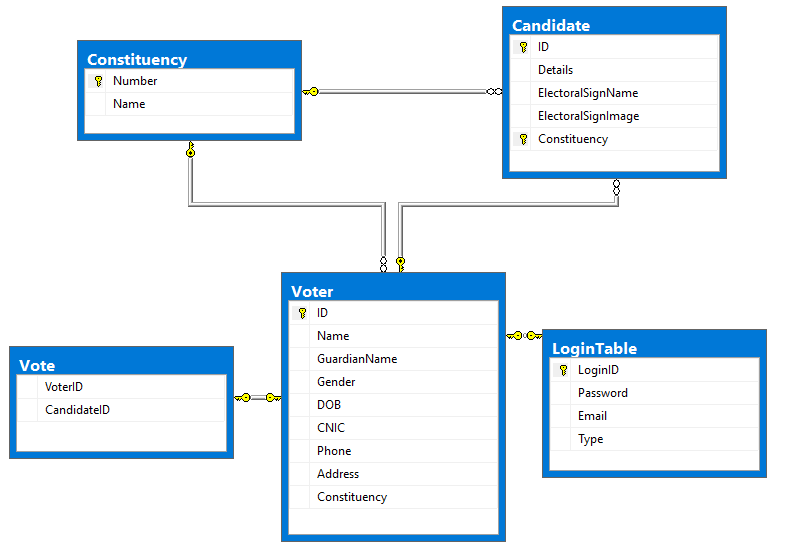 Constituency
Number
Name
Candidate
ID
Details
ElectoralSignName
ElectoralSignImage
Constituency
Voter
ID
Name
GuardianName
Gender
DOB
CNIC
Phone
Address
Constituency
Vote
VoterID
CandidateID
LoginTable
LoginID
Password
Email
Type